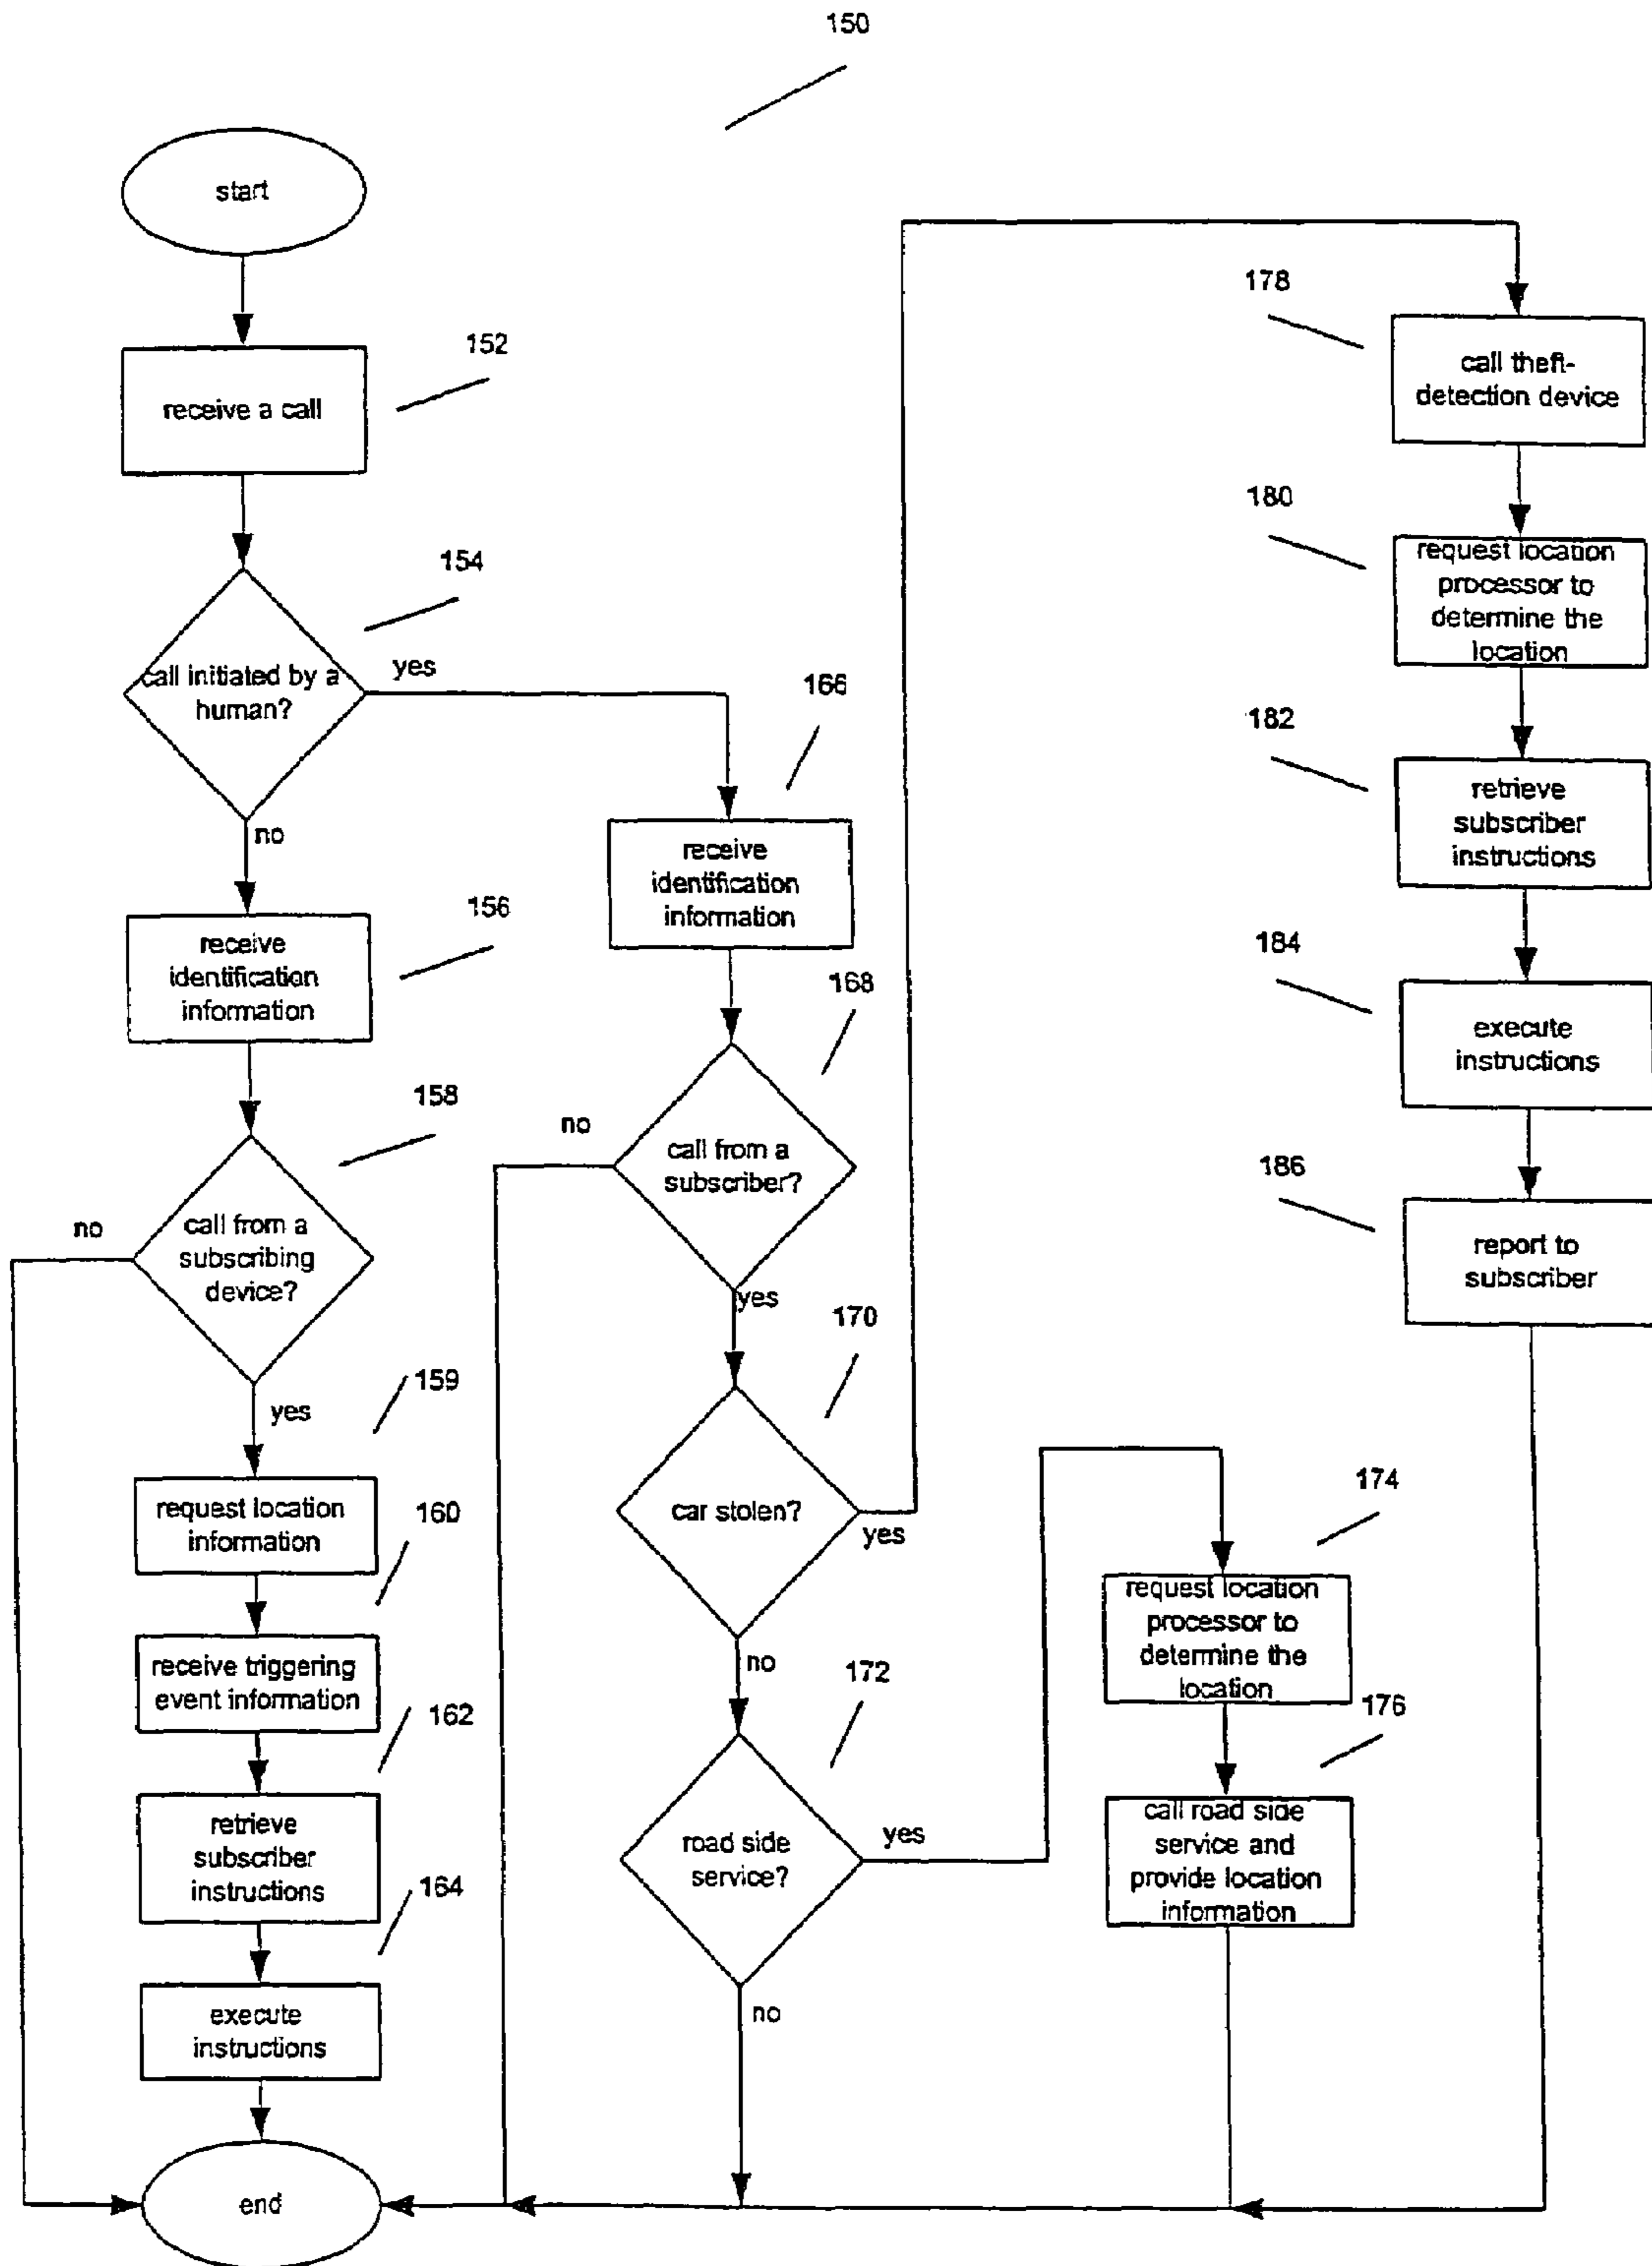 150
start
152
receive a call
154
call initiated by a
human?
yes
no
156
receive
identification
information
158
call from a
subscribing
device?
no
yes
159
request location
information
160
receive triggering
event information
162
retrieve
subscriber
instructions
164
execute
instructions
end
166
receive
identification
information
168
call from a
subscriber?
no
yes
170
car stolen?
yes
no
172
road side
service?
yes
no
174
request location
processor to
determine the
location
176
call road side
service and
provide location
information
178
call theft-
detection device
180
request location
processor to
determine the
location
182
retrieve
subscriber
instructions
184
execute
instructions
186
report to
subscriber